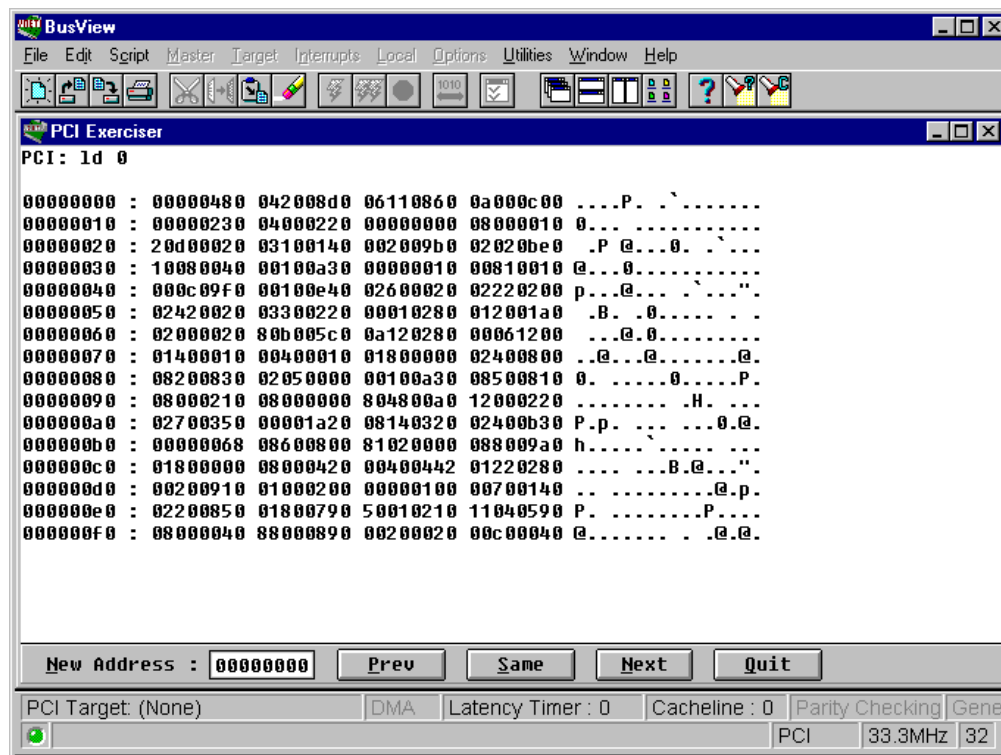 BusView
File Edit Script Master Target Interrupts Local Options Utilities Window Help
1010
PCI Exerciser
PCI: ld 0
00000000 : 00000480 042008d0 06110860 0a000c00 ....P. .`.......
00000010 : 00000230 04000220 00000000 08000010 0... ............
00000020 : 20d00020 03100140 002009b0 02020be0 .P @...0. .`...
00000030 : 10080040 00100a30 00000010 00810010 @...0...........
00000040 : 000c09f0 00100e40 02600020 02220200 p...@... .`...".
00000050 : 02420020 03300220 00010280 012001a0 .B. .0...... . .
00000060 : 02000020 80b005c0 0a120280 00061200 ...@.0.........
00000070 : 01400010 00400010 01800000 02400800 ..@...@.......@.
00000080 : 08200830 02050000 00100a30 08500810 0. .....0.....P.
00000090 : 08000210 08000000 804800a0 12000220 ........ .H. ...
000000a0 : 02700350 00001a20 08140320 02400b30 P.p. ... ...0.@.
000000b0 : 00000068 08600800 81020000 088009a0 h.....`..... ...
000000c0 : 01800000 08000420 00400442 01220280 .... ...B.@...".
000000d0 : 00200910 01000200 00000100 00700140 .. .........@.p.
000000e0 : 02200850 01800790 50010210 11040590 P. ........P....
000000f0 : 08000040 88000890 00200020 00c00040 @....... . .@.@.
New Address : 00000000 Prev Same Next Quit
PCI Target: (None) DMA Latency Timer : 0 Cacheline : 0 Parity Checking Gene
PCI 33.3MHz 32